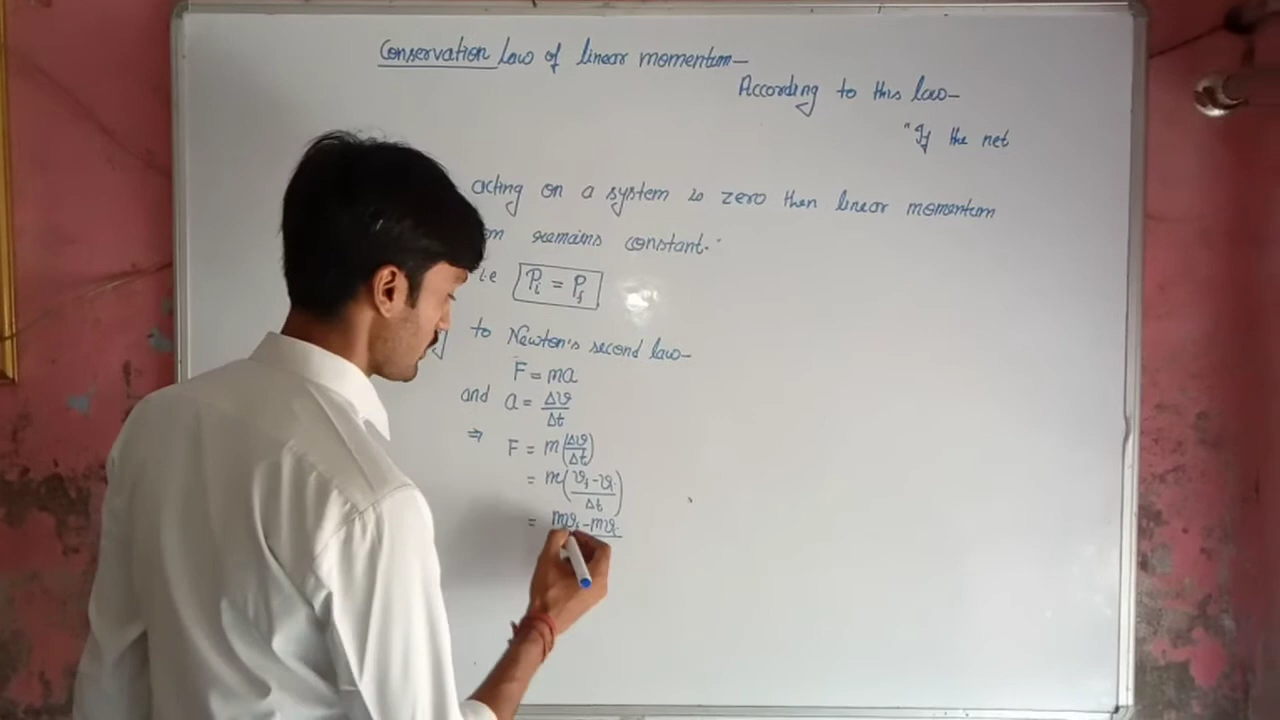 Conservation Law of linear momentum—
According to this law—
"If the net
acting on a system is zero then linear momentum
remains constant."
i.e Pi = Pf
to Newton's second law—
F = ma
and a = Δv/Δt
⇒ F = m(Δv/Δt)
= m(vf - vi/Δt)
= mvf - mvi